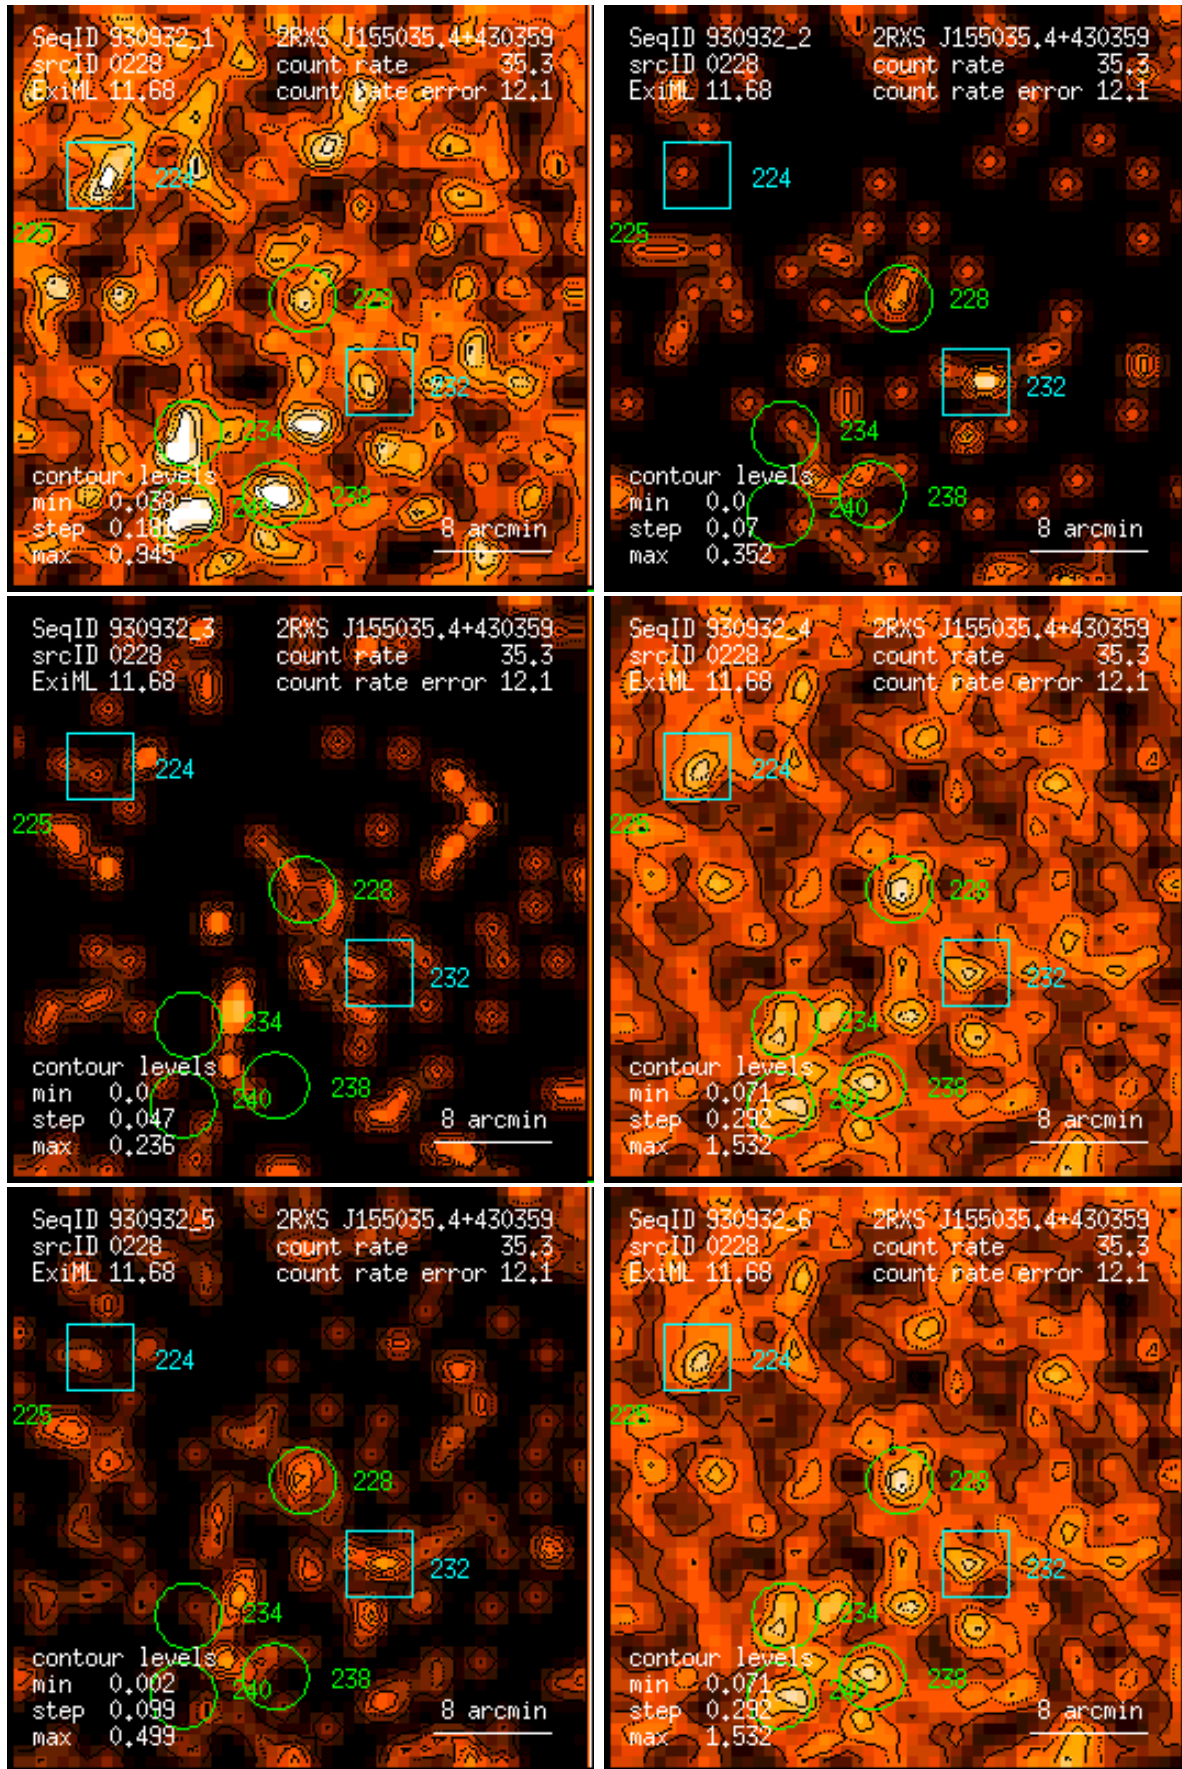 SeqID 930932_1 2RXS J155035.4+430359
srcID 0228 count rate 35.3
ExiML 11.68 count rate error 12.1
224
225
228
232
234
contour levels
min 0.038
238
240
step 0.181
8 arcmin
max 0.945
SeqID 930932_2 2RXS J155035.4+430359
srcID 0228 count rate 35.3
ExiML 11.68 count rate error 12.1
224
225
228
232
234
contour levels
min 0.0
238
240
step 0.07
8 arcmin
max 0.352
SeqID 930932_3 2RXS J155035.4+430359
srcID 0228 count rate 35.3
ExiML 11.68 count rate error 12.1
224
225
228
232
234
contour levels
min 0.0
238
240
step 0.047
8 arcmin
max 0.236
SeqID 930932_4 2RXS J155035.4+430359
srcID 0228 count rate 35.3
ExiML 11.68 count rate error 12.1
224
225
228
232
234
contour levels
min 0.071
238
240
step 0.292
8 arcmin
max 1.532
SeqID 930932_5 2RXS J155035.4+430359
srcID 0228 count rate 35.3
ExiML 11.68 count rate error 12.1
224
225
228
232
234
contour levels
min 0.002
238
240
step 0.099
8 arcmin
max 0.499
SeqID 930932_6 2RXS J155035.4+430359
srcID 0228 count rate 35.3
ExiML 11.68 count rate error 12.1
224
225
228
232
234
contour levels
min 0.071
238
240
step 0.292
8 arcmin
max 1.532